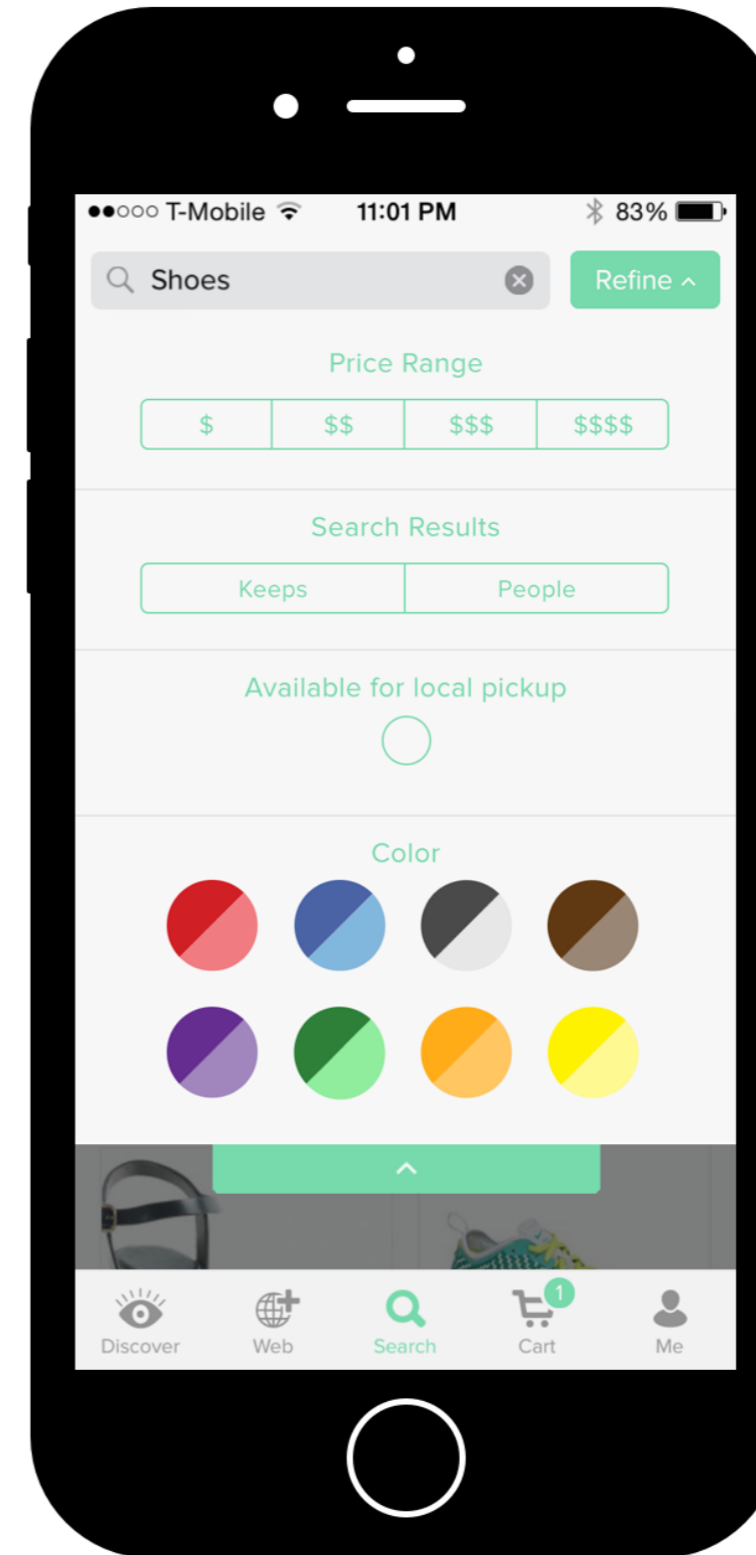 T-Mobile 11:01 PM 83%
Shoes Refine
Price Range
$ $$ $$$ $$$$
Search Results
Keeps People
Available for local pickup
Color
1
Discover Web Search Cart Me